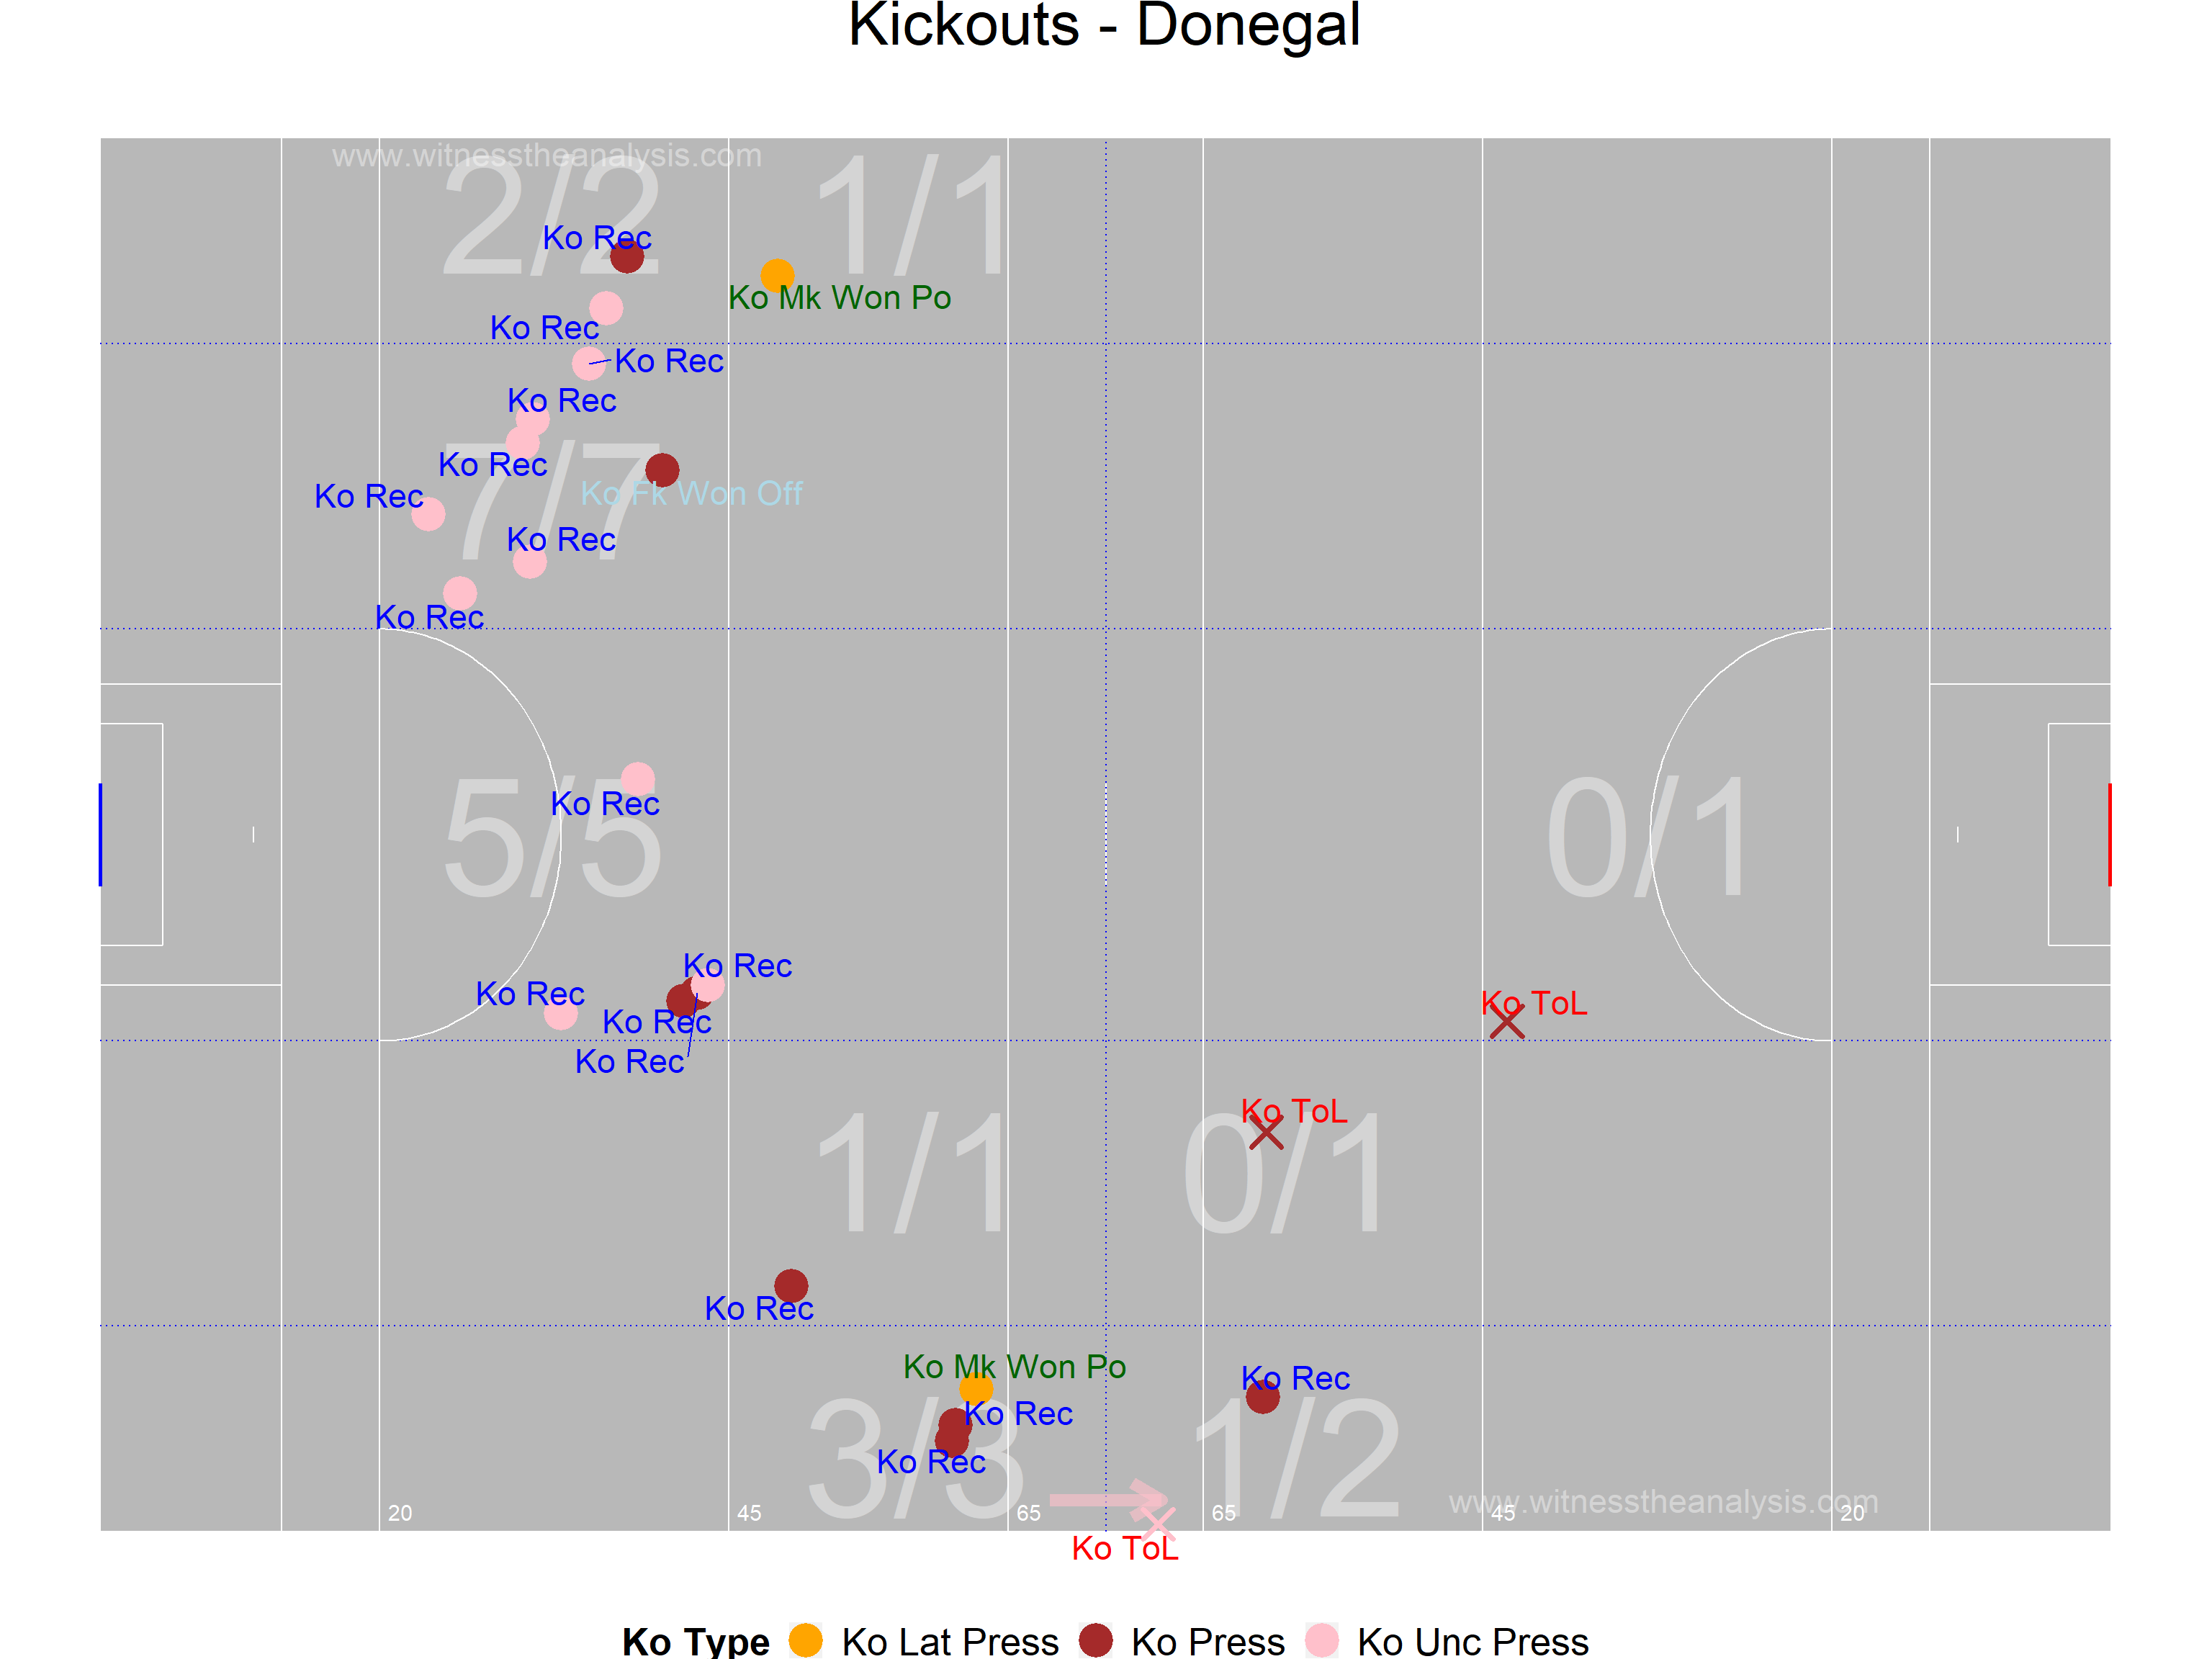 Kickouts - Donegal
www.witnesstheanalysis.com
2/2
1/1
Ko Rec
Ko Mk Won Po
Ko Rec
Ko Rec
Ko Rec
7/7
Ko Rec
Ko Fk Won Off
Ko Rec
Ko Rec
Ko Rec
5/5
Ko Rec
0/1
Ko Rec
Ko Rec
Ko ToL
Ko Rec
Ko Rec
Ko ToL
1/1
0/1
Ko Rec
Ko Mk Won Po
Ko Rec
Ko Rec
3/3
1/2
Ko Rec
www.witnesstheanalysis.com
20
45
65
65
45
20
Ko ToL
Ko Type Ko Lat Press Ko Press Ko Unc Press